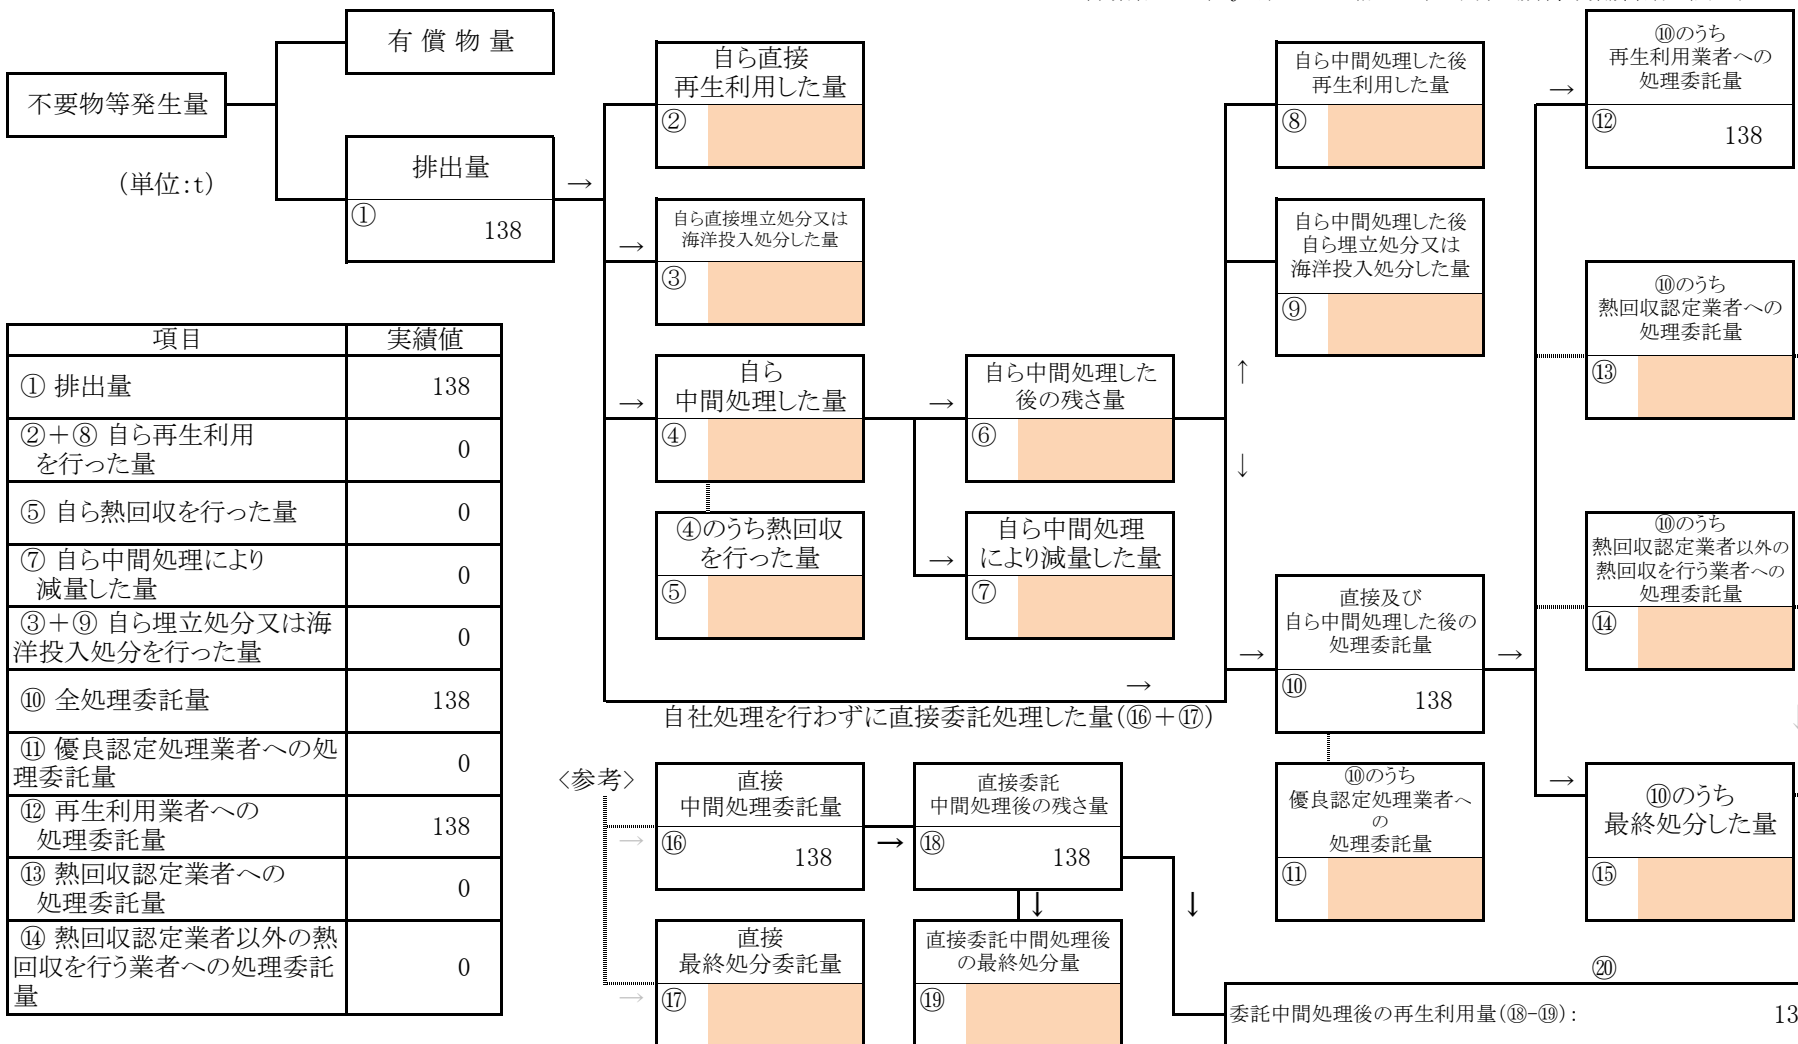 不要物等発生量
(単位:t)
有償物量
排出量
→
①
138
自ら直接
再生利用した量
②
自ら直接埋立処分又は
海洋投入処分した量
→
③
自ら
中間処理した量
→
④
④のうち熱回収
を行った量
⑤
→
自ら中間処理した
後の残さ量
⑥
→
自ら中間処理
により減量した量
⑦
自ら中間処理した後
再生利用した量
⑧
自ら中間処理した後
自ら埋立処分又は
海洋投入処分した量
⑨
↑
↓
→
自社処理を行わずに直接委託処理した量(⑯+⑰)
→
直接及び
自ら中間処理した後の
処理委託量
⑩
138
→
⑩のうち
優良認定処理業者へ
の
処理委託量
⑪
→
⑩のうち
再生利用業者への
処理委託量
⑫
138
⑩のうち
熱回収認定業者への
処理委託量
⑬
⑩のうち
熱回収認定業者以外の
熱回収を行う業者への
処理委託量
⑭
→
⑩のうち
最終処分した量
⑮
項目 実績値
① 排出量 138
②+⑧ 自ら再生利用
を行った量 0
⑤ 自ら熱回収を行った量 0
⑦ 自ら中間処理により
減量した量 0
③+⑨ 自ら埋立処分又は海
洋投入処分を行った量 0
⑩ 全処理委託量 138
⑪ 優良認定処理業者への処
理委託量 0
⑫ 再生利用業者への
処理委託量 138
⑬ 熱回収認定業者への
処理委託量 0
⑭ 熱回収認定業者以外の熱
回収を行う業者への処理委託
量 0
<参考>
→
直接
中間処理委託量
⑯
138
→
直接委託
中間処理後の残さ量
⑱
138
↓
↓
→
直接
最終処分委託量
⑰
直接委託中間処理後
の最終処分量
⑲
⑳
委託中間処理後の再生利用量(⑱-⑲):